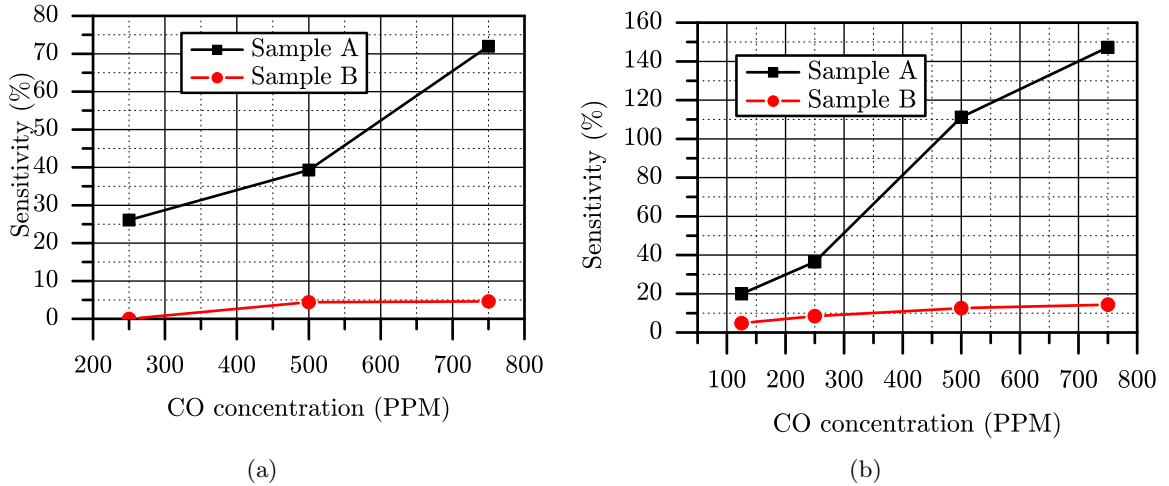 80
70
60
50
40
30
20
10
0
Sensitivity (%)
Sample A
Sample B
200 300 400 500 600 700 800
CO concentration (PPM)
(a)
160
140
120
100
80
60
40
20
0
Sensitivity (%)
Sample A
Sample B
100 200 300 400 500 600 700 800
CO concentration (PPM)
(b)